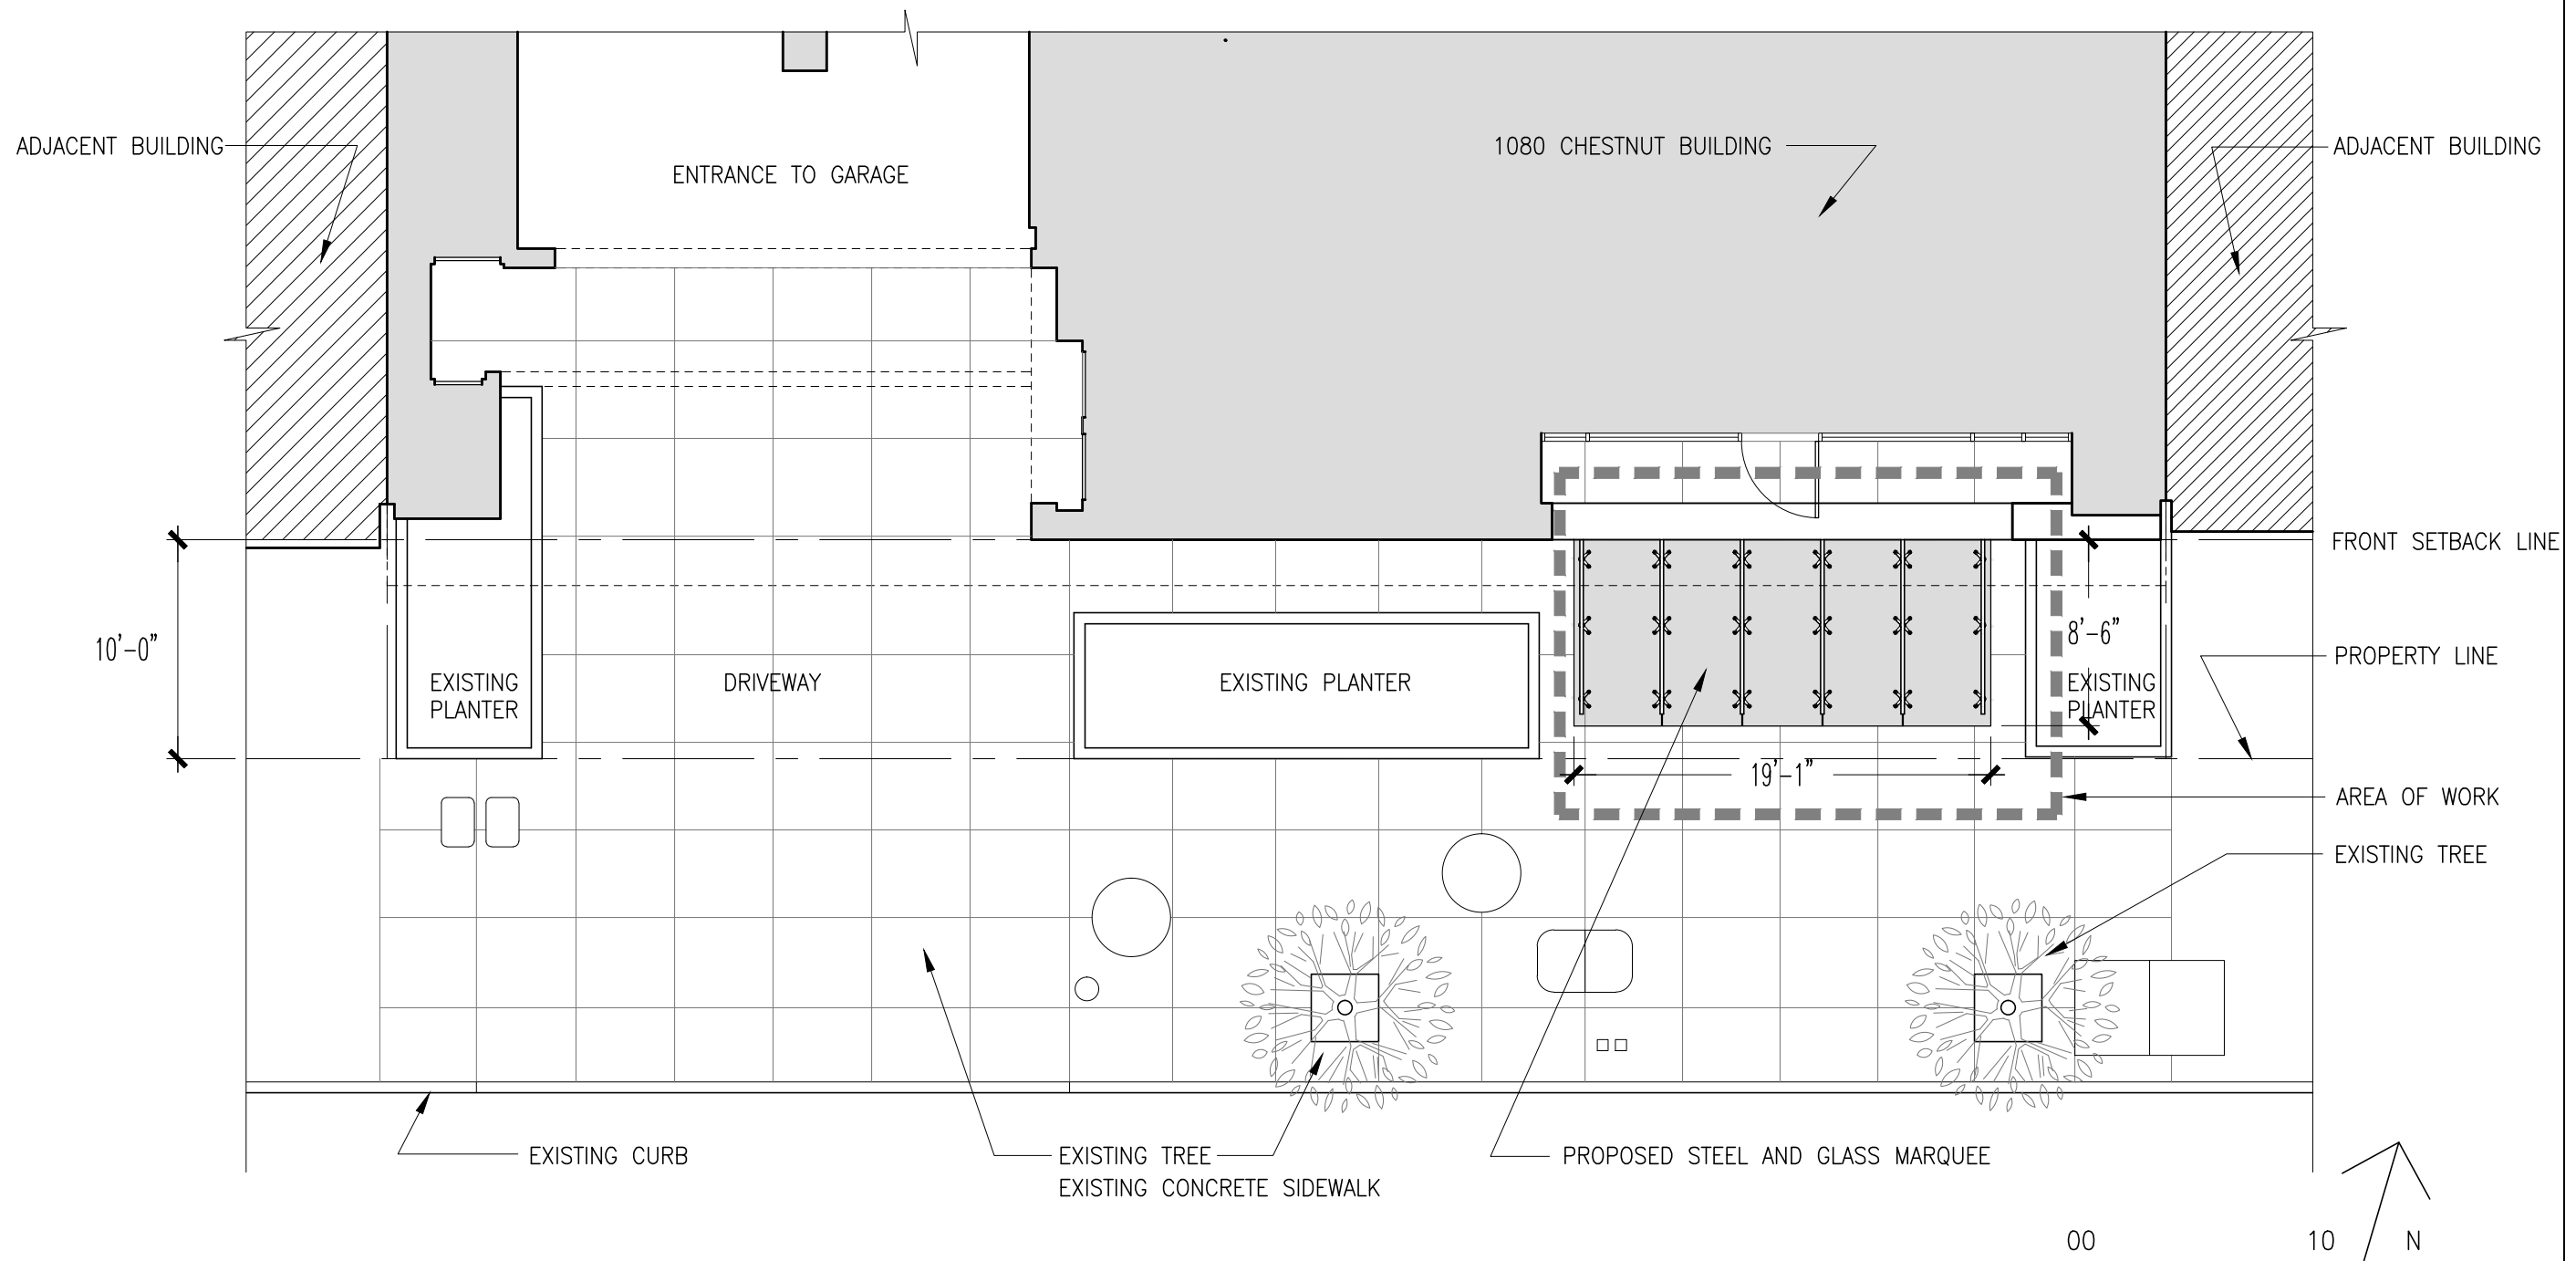 ADJACENT BUILDING
1080 CHESTNUT BUILDING
ADJACENT BUILDING
ENTRANCE TO GARAGE
FRONT SETBACK LINE
10'-0"
8'-6"
PROPERTY LINE
EXISTING
PLANTER
DRIVEWAY
EXISTING PLANTER
EXISTING
PLANTER
19'-1"
AREA OF WORK
EXISTING TREE
EXISTING CURB
EXISTING TREE
EXISTING CONCRETE SIDEWALK
PROPOSED STEEL AND GLASS MARQUEE
00
10
N